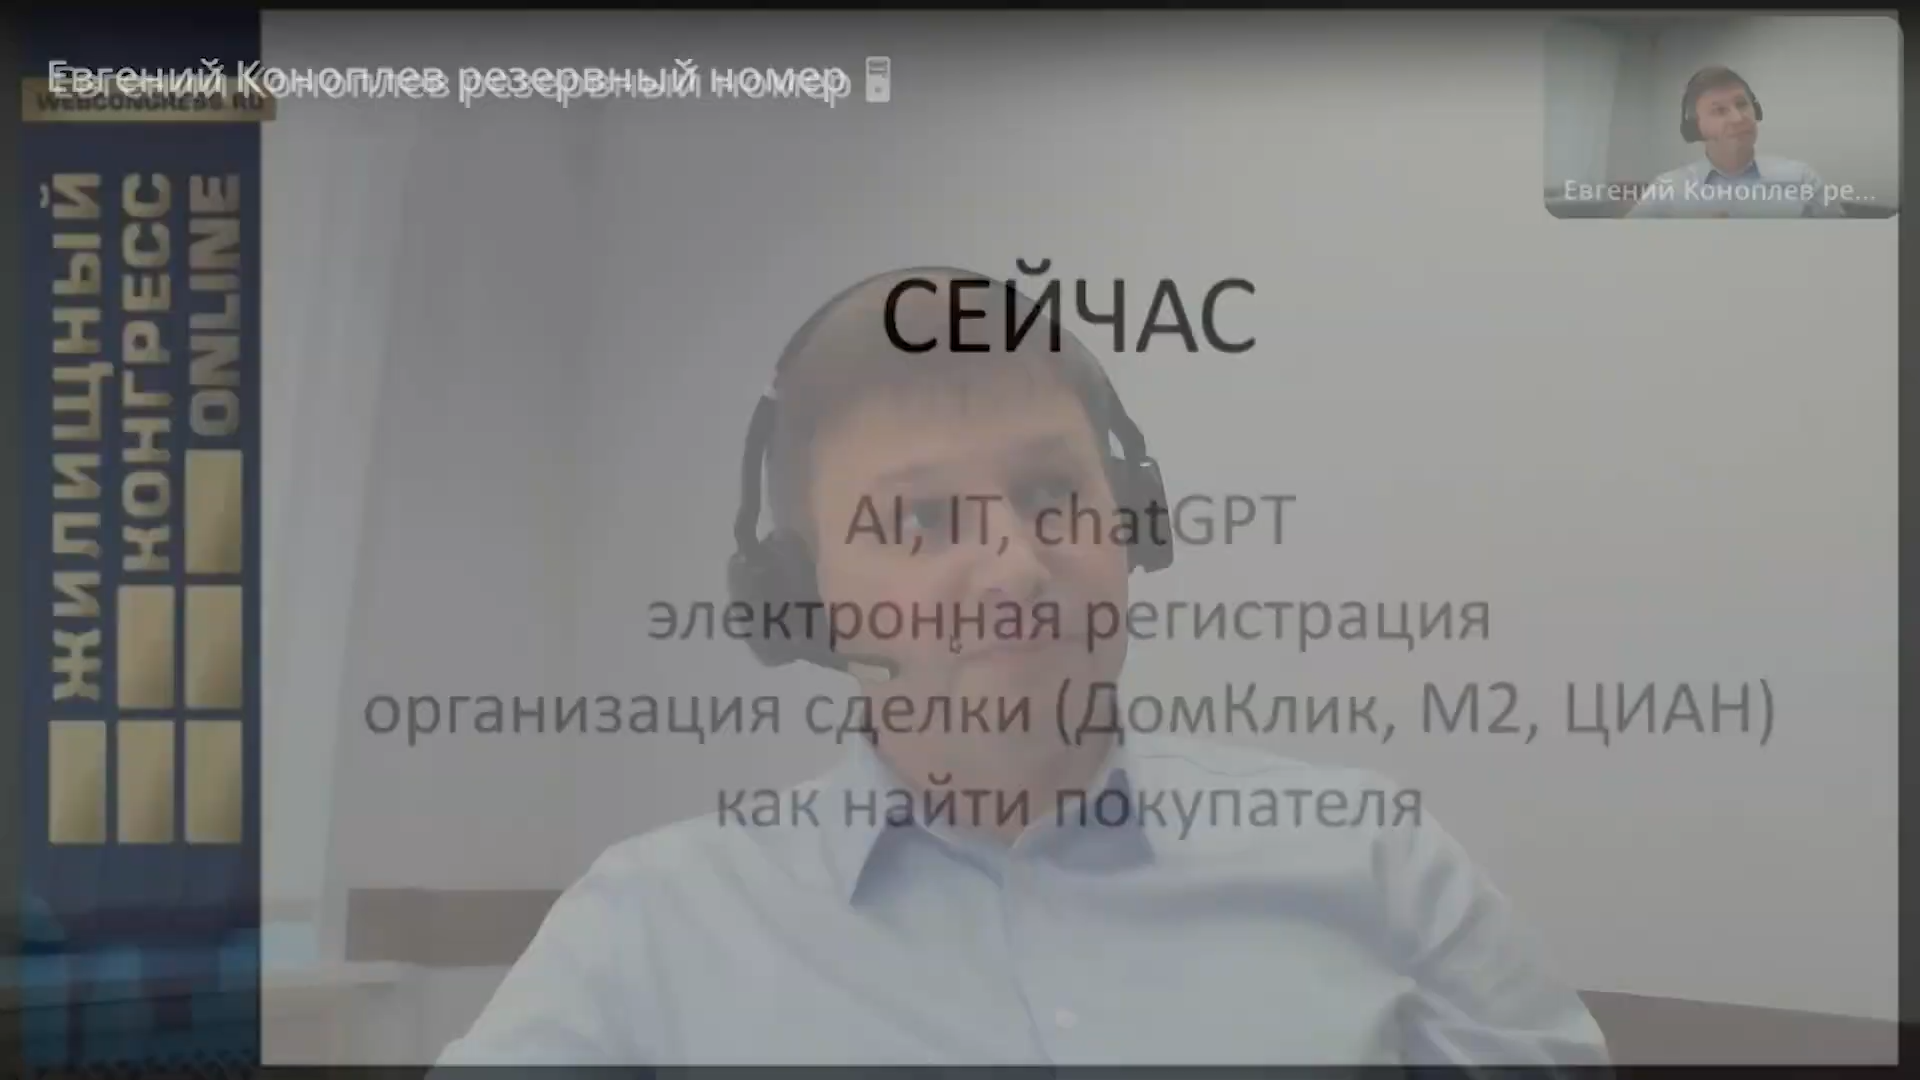 Евгений Коноплев резервный номер
WEBCONGRESS.RU
ЖИЛИЩНЫЙ
КОНГРЕСС
ONLINE
Евгений Коноплев ре...
СЕЙЧАС
AI, IT, chatGPT
электронная регистрация
организация сделки (ДомКлик, М2, ЦИАН)
как найти покупателя